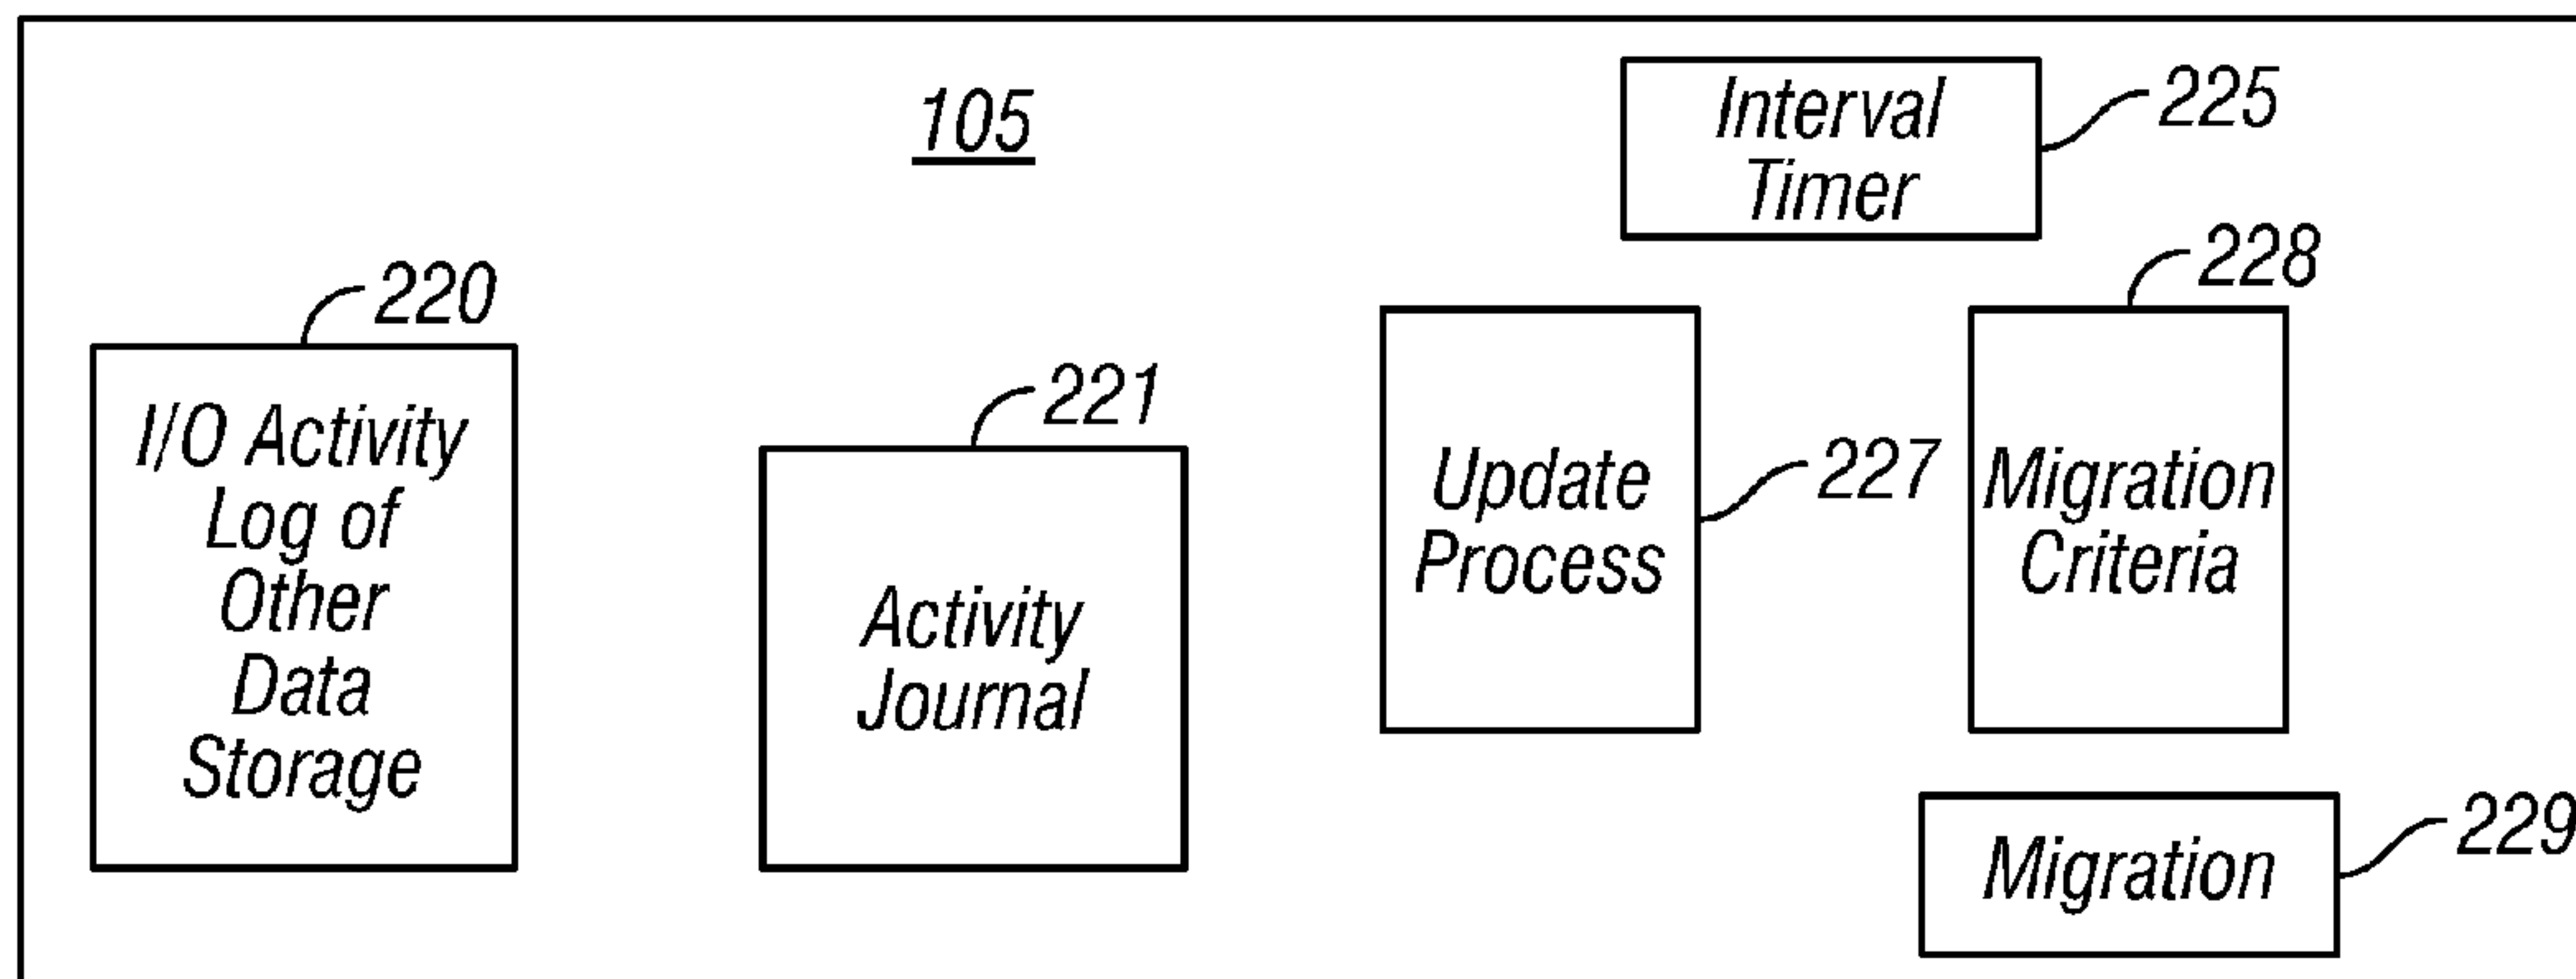 105
Interval
Timer
225
220
I/O Activity
Log of
Other
Data
Storage
221
Activity
Journal
Update
Process
227
228
Migration
Criteria
Migration
229